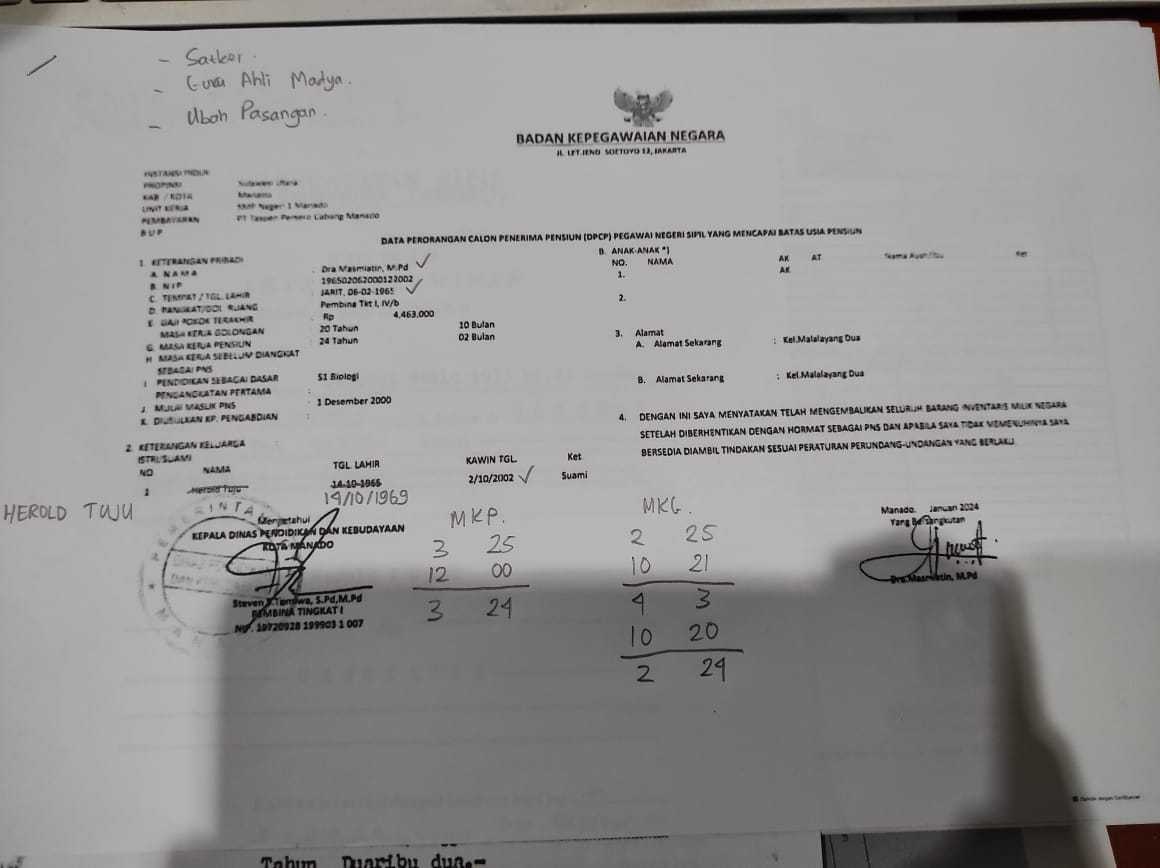 - Satker.
- Guru Ahli Madya.
- Ubah Pasangan.
BADAN KEPEGAWAIAN NEGARA
JL. LETJEND SOETOYO 12, JAKARTA
INSTANSI INDUK
PROPINSI Sulawesi Utara
KAB / KOTA Manado
UNIT KERJA SMP Negeri 1 Manado
PEMBAYARAN PT Taspen Persero Cabang Manado
B U P
DATA PERORANGAN CALON PENERIMA PENSIUN (DPCP) PEGAWAI NEGERI SIPIL YANG MENCAPAI BATAS USIA PENSIUN
1. KETERANGAN PRIBADI
A. N A M A : Dra Masmiatin, M.Pd
B. N I P : 196502062000122002
C. TEMPAT / TGL. LAHIR : JARIT, 06-02-1965
D. PANGKAT/GOL. RUANG : Pembina Tkt I, IV/b
E. GAJI POKOK TERAKHIR : Rp 4,463,000
MASA KERJA GOLONGAN : 20 Tahun 10 Bulan
G. MASA KERJA PENSIUN : 24 Tahun 02 Bulan
H MASA KERJA SEBELUM DIANGKAT
SEBAGAI PNS
I PENDIDIKAN SEBAGAI DASAR S1 Biologi
PENGANGKATAN PERTAMA :
J. MULAI MASUK PNS : 1 Desember 2000
K. DIUSULKAN KP. PENGABDIAN :
2. KETERANGAN KELUARGA
ISTRI/SUAMI
NO NAMA TGL. LAHIR KAWIN TGL. Ket
1 Herold Tuju 14-10-1966 2/10/2002 Suami
HEROLD TUJU 14/10/1969
B. ANAK-ANAK *)
NO. NAMA AK AT Nama Ayah/Ibu Ket
1. AK
2.
3. Alamat
A. Alamat Sekarang : Kel.Malalayang Dua
B. Alamat Sekarang : Kel.Malalayang Dua
4. DENGAN INI SAYA MENYATAKAN TELAH MENGEMBALIKAN SELURUH BARANG INVENTARIS MILIK NEGARA
SETELAH DIBERHENTIKAN DENGAN HORMAT SEBAGAI PNS DAN APABILA SAYA TIDAK MEMENUHINYA SAYA
BERSEDIA DIAMBIL TINDAKAN SESUAI PERATURAN PERUNDANG-UNDANGAN YANG BERLAKU.
Mengetahui
KEPALA DINAS PENDIDIKAN DAN KEBUDAYAAN
KOTA MANADO
PEMERINTA
Steven
S.Pd,M.Pd
PEMBINA TINGKAT I
NIP. 19720928 199903 1 007
MKP.
3 25
12 00
3 24
MKG.
2 25
10 21
4 3
10 20
2 24
Manado, Januari 2024
Yang Bersangkutan
Dra.Masmiatin, M.Pd
Dipindai dengan CamScanner
Tahun Duaribu dua.-